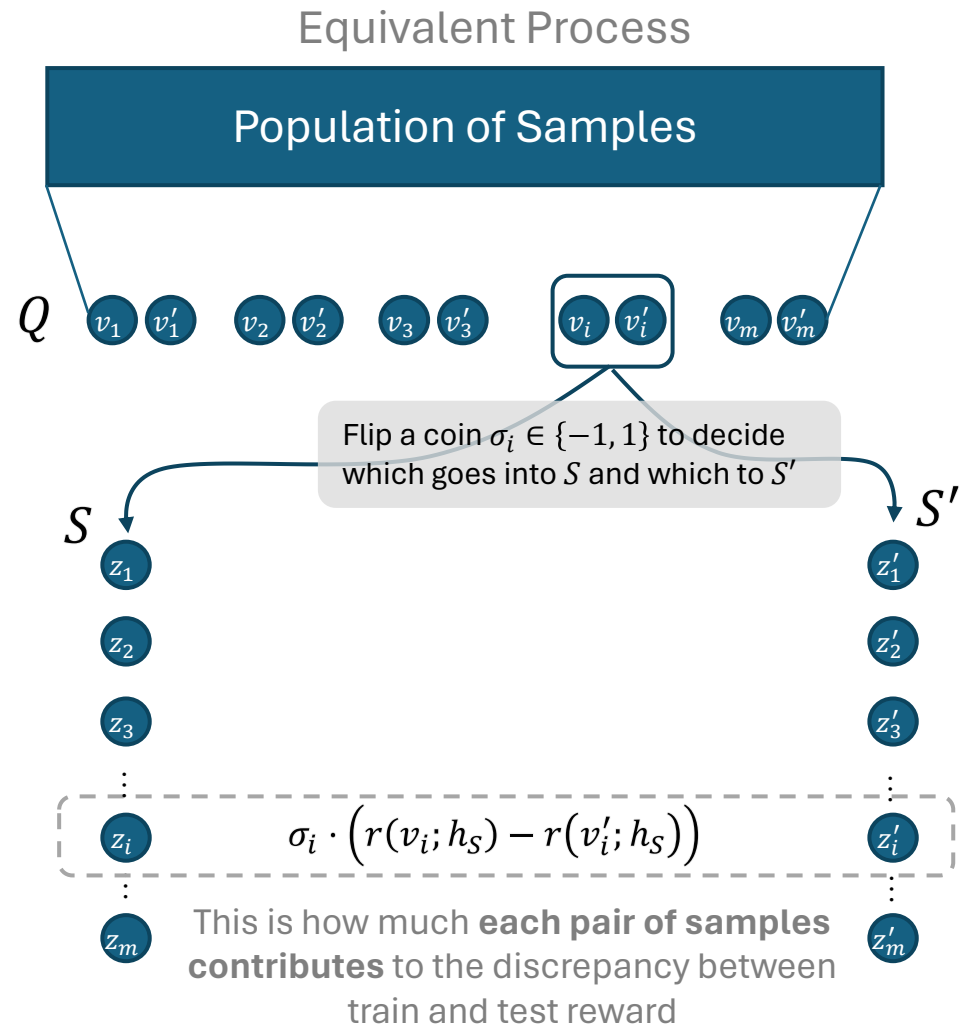 Equivalent Process
Population of Samples
Q v₁ v₁′ v₂ v₂′ v₃ v₃′ vᵢ vᵢ′ vₘ vₘ′
Flip a coin σᵢ ∈ {−1, 1} to decide
which goes into S and which to S′
S S′
z₁ z₁′
z₂ z₂′
z₃ z₃′
⋮ ⋮
zᵢ σᵢ · (r(vᵢ; h_S) − r(vᵢ′; h_S)) zᵢ′
⋮ ⋮
zₘ zₘ′
This is how much each pair of samples
contributes to the discrepancy between
train and test reward